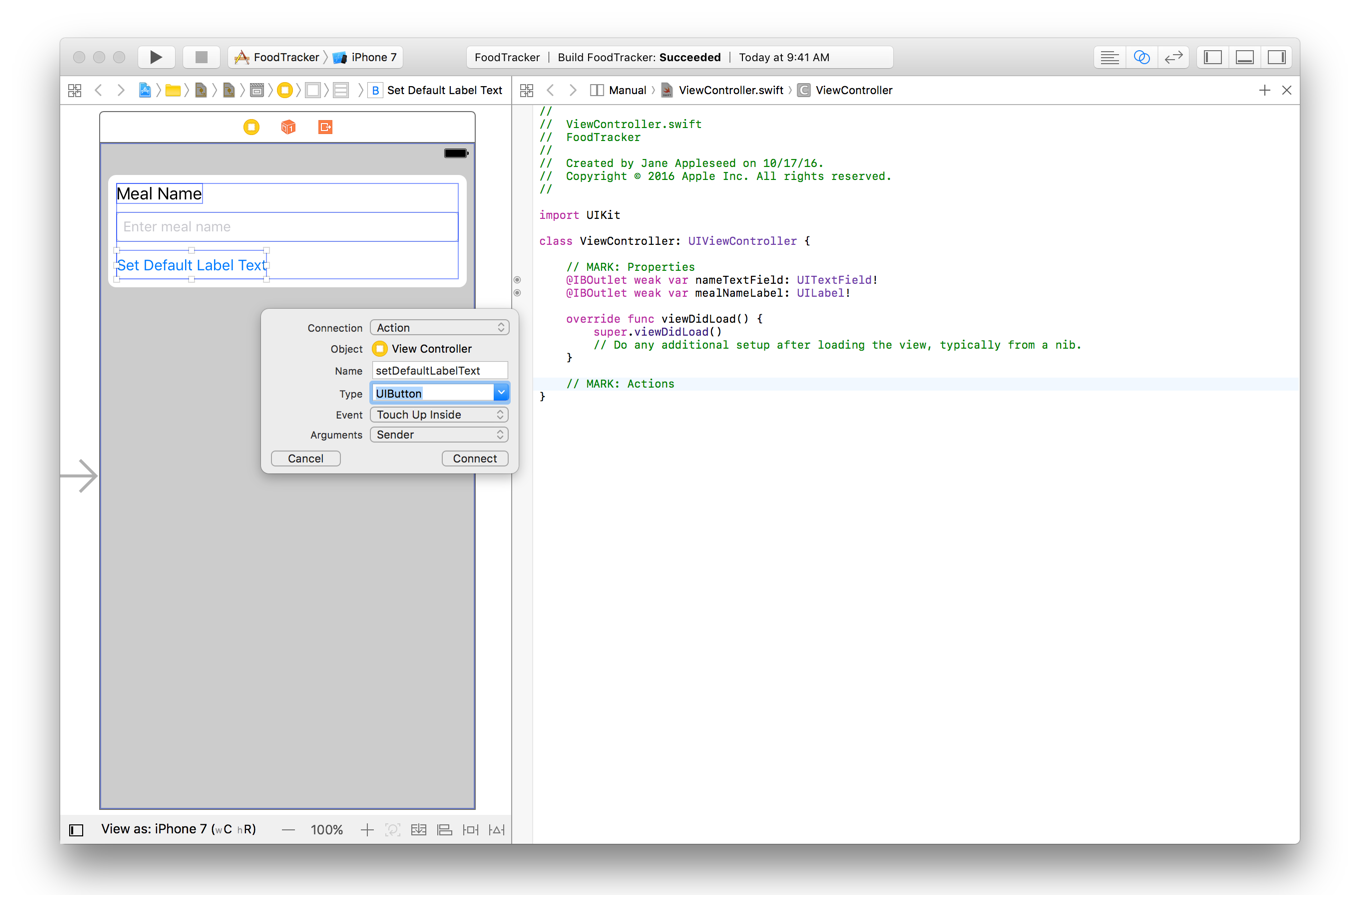 FoodTracker iPhone 7
FoodTracker | Build FoodTracker: Succeeded | Today at 9:41 AM
B Set Default Label Text
Manual ViewController.swift C ViewController
//
// ViewController.swift
// FoodTracker
//
// Created by Jane Appleseed on 10/17/16.
// Copyright © 2016 Apple Inc. All rights reserved.
//
import UIKit
class ViewController: UIViewController {
// MARK: Properties
@IBOutlet weak var nameTextField: UITextField!
@IBOutlet weak var mealNameLabel: UILabel!
override func viewDidLoad() {
super.viewDidLoad()
// Do any additional setup after loading the view, typically from a nib.
}
// MARK: Actions
}
Meal Name
Enter meal name
Set Default Label Text
Connection Action
Object View Controller
Name setDefaultLabelText
Type UIButton
Event Touch Up Inside
Arguments Sender
Cancel Connect
View as: iPhone 7 (wC hR) — 100% +